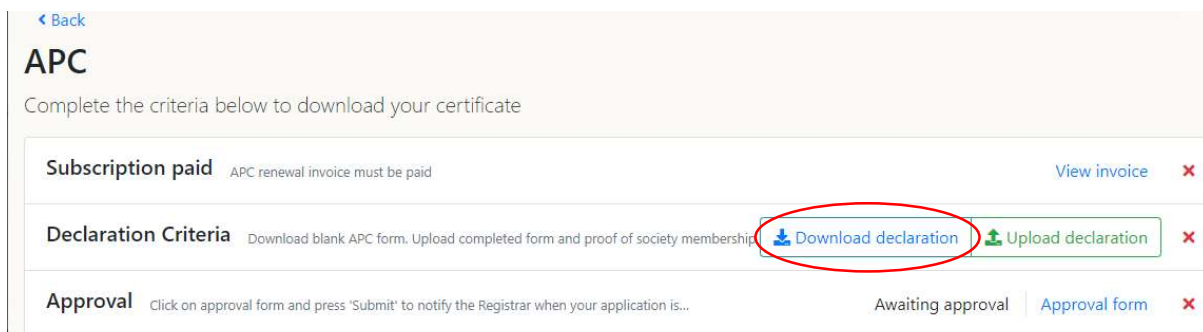 Back
APC
Complete the criteria below to download your certificate
Subscription paid APC renewal invoice must be paid View invoice
Declaration Criteria Download blank APC form. Upload completed form and proof of society membership Download declaration Upload declaration
Approval Click on approval form and press 'Submit' to notify the Registrar when your application is... Awaiting approval Approval form